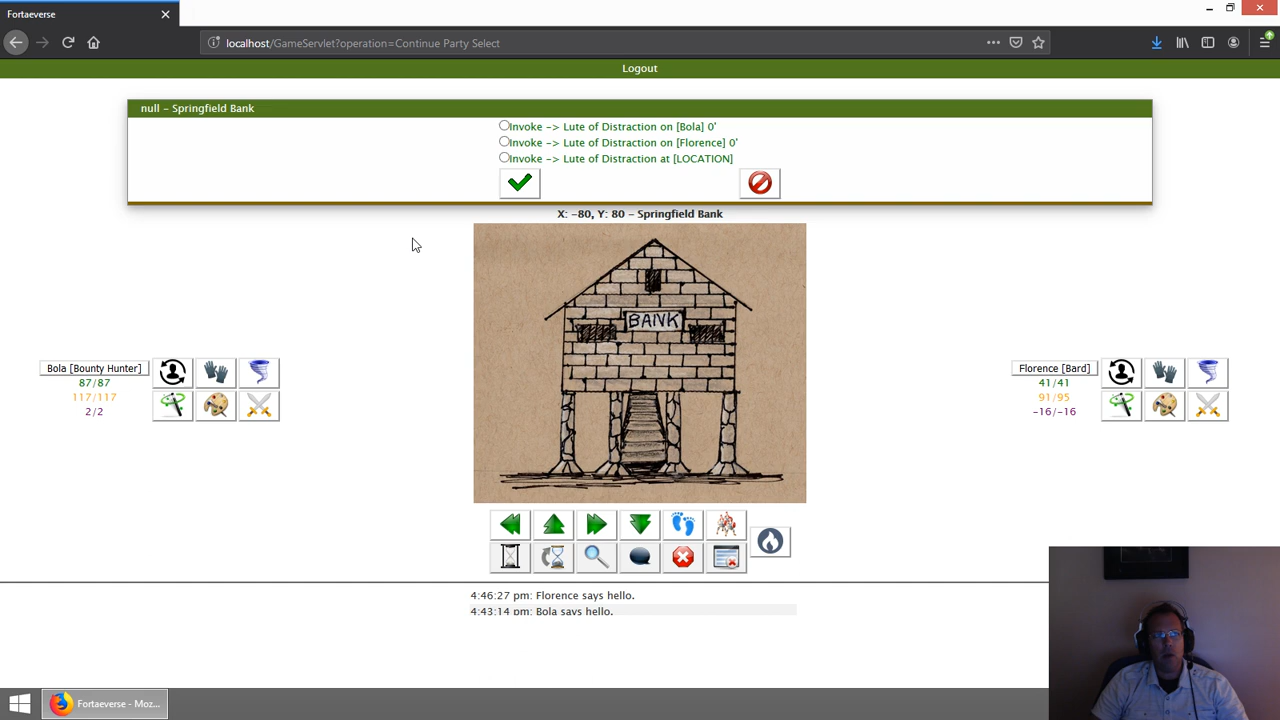 Fortaeverse
localhost/GameServlet?operation=Continue Party Select
Logout
null - Springfield Bank
Invoke -> Lute of Distraction on [Bola] 0'
Invoke -> Lute of Distraction on [Florence] 0'
Invoke -> Lute of Distraction at [LOCATION]
X: -80, Y: 80 - Springfield Bank
BANK
Bola [Bounty Hunter]
87/87
117/117
2/2
Florence [Bard]
41/41
91/95
-16/-16
4:46:27 pm: Florence says hello.
4:43:14 pm: Bola says hello.
Fortaeverse - Moz...